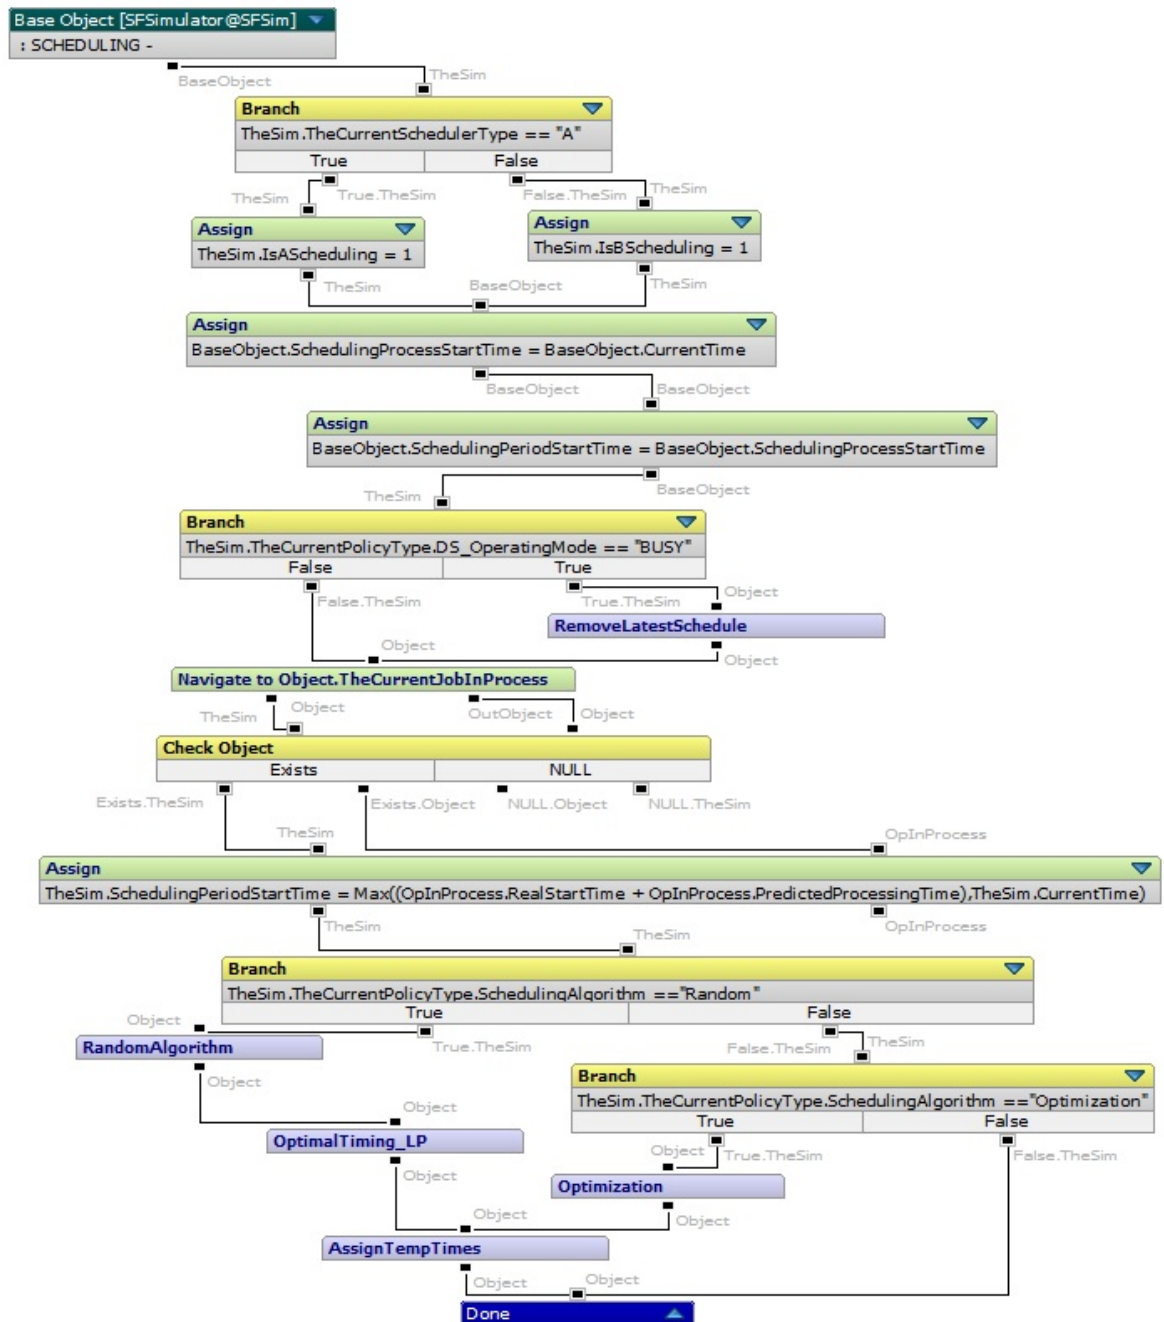 Base Object [SFSimulator@SFSim]
: SCHEDULING -
BaseObject
TheSim
Branch
TheSim.TheCurrentSchedulerType == "A"
True False
TheSim True.TheSim False.TheSim TheSim
Assign
TheSim.IsAScheduling = 1
Assign
TheSim.IsBScheduling = 1
TheSim BaseObject TheSim
Assign
BaseObject.SchedulingProcessStartTime = BaseObject.CurrentTime
BaseObject BaseObject
Assign
BaseObject.SchedulingPeriodStartTime = BaseObject.SchedulingProcessStartTime
TheSim BaseObject
Branch
TheSim.TheCurrentPolicyType.DS_OperatingMode == "BUSY"
False True
False.TheSim True.TheSim Object
RemoveLatestSchedule
Object Object
Navigate to Object.TheCurrentJobInProcess
TheSim Object OutObject Object
Check Object
Exists NULL
Exists.TheSim Exists.Object NULL.Object NULL.TheSim
TheSim OpInProcess
Assign
TheSim.SchedulingPeriodStartTime = Max((OpInProcess.RealStartTime + OpInProcess.PredictedProcessingTime),TheSim.CurrentTime)
TheSim OpInProcess
TheSim
Branch
TheSim.TheCurrentPolicyType.SchedulingAlgorithm =="Random"
True False
Object True.TheSim False.TheSim TheSim
RandomAlgorithm
Object
Branch
TheSim.TheCurrentPolicyType.SchedulingAlgorithm =="Optimization"
True False
Object
OptimalTiming_LP
Object True.TheSim False.TheSim
Object
Optimization
Object Object
AssignTempTimes
Object Object
Done